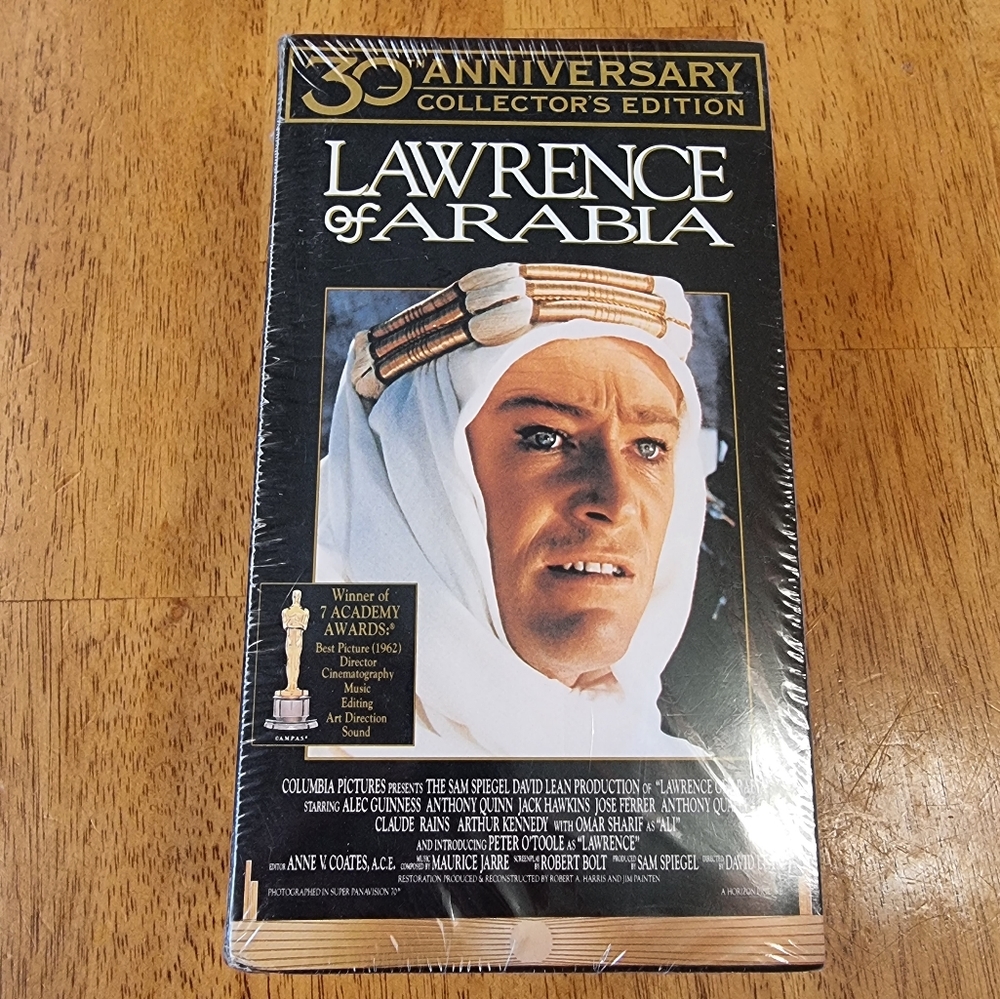 30TH ANNIVERSARY
COLLECTOR'S EDITION
LAWRENCE
of ARABIA
Winner of
7 ACADEMY
AWARDS:®
Best Picture (1962)
Director
Cinematography
Music
Editing
Art Direction
Sound
©A.M.P.A.S.®
COLUMBIA PICTURES PRESENTS THE SAM SPIEGEL DAVID LEAN PRODUCTION OF "LAWRENCE
STARRING ALEC GUINNESS ANTHONY QUINN JACK HAWKINS JOSE FERRER ANTHONY
CLAUDE RAINS ARTHUR KENNEDY WITH OMAR SHARIF AS "ALI"
AND INTRODUCING PETER O'TOOLE AS "LAWRENCE"
EDITOR ANNE V. COATES, A.C.E. MUSIC COMPOSED BY MAURICE JARRE SCREENPLAY BY ROBERT BOLT PRODUCED BY SAM SPIEGEL DIRECTED BY DAVID
RESTORATION PRODUCED & RECONSTRUCTED BY ROBERT A. HARRIS AND JIM PAINTEN
PHOTOGRAPHED IN SUPER PANAVISION 70® A HORIZON